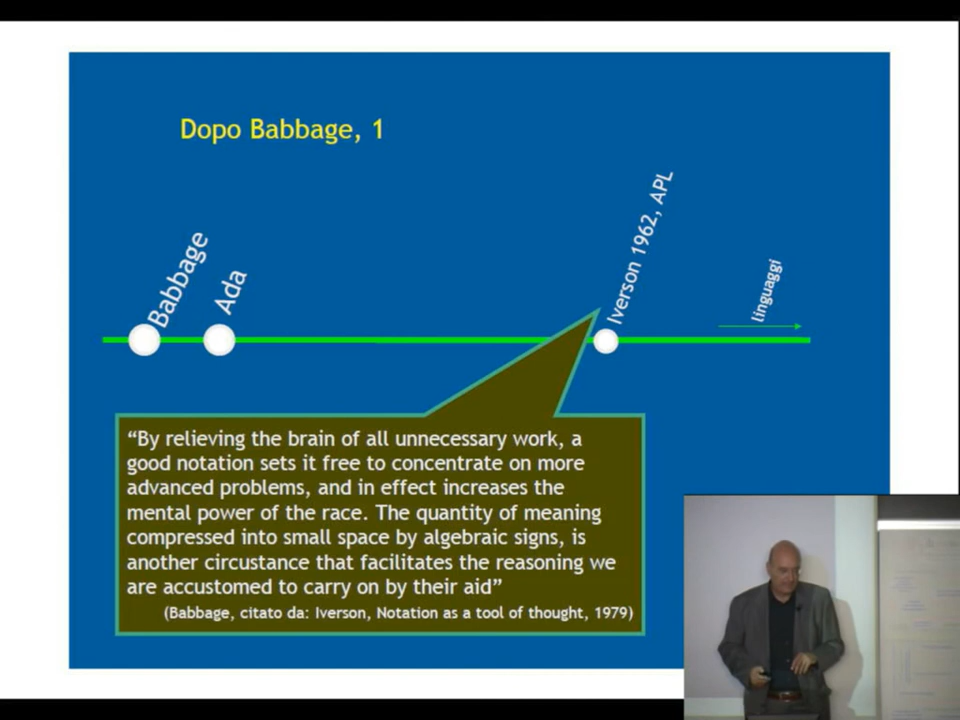 Dopo Babbage, 1
Babbage
Ada
Iverson 1962, APL
linguaggi
“By relieving the brain of all unnecessary work, a
good notation sets it free to concentrate on more
advanced problems, and in effect increases the
mental power of the race. The quantity of meaning
compressed into small space by algebraic signs, is
another circustance that facilitates the reasoning we
are accustomed to carry on by their aid”
(Babbage, citato da: Iverson, Notation as a tool of thought, 1979)